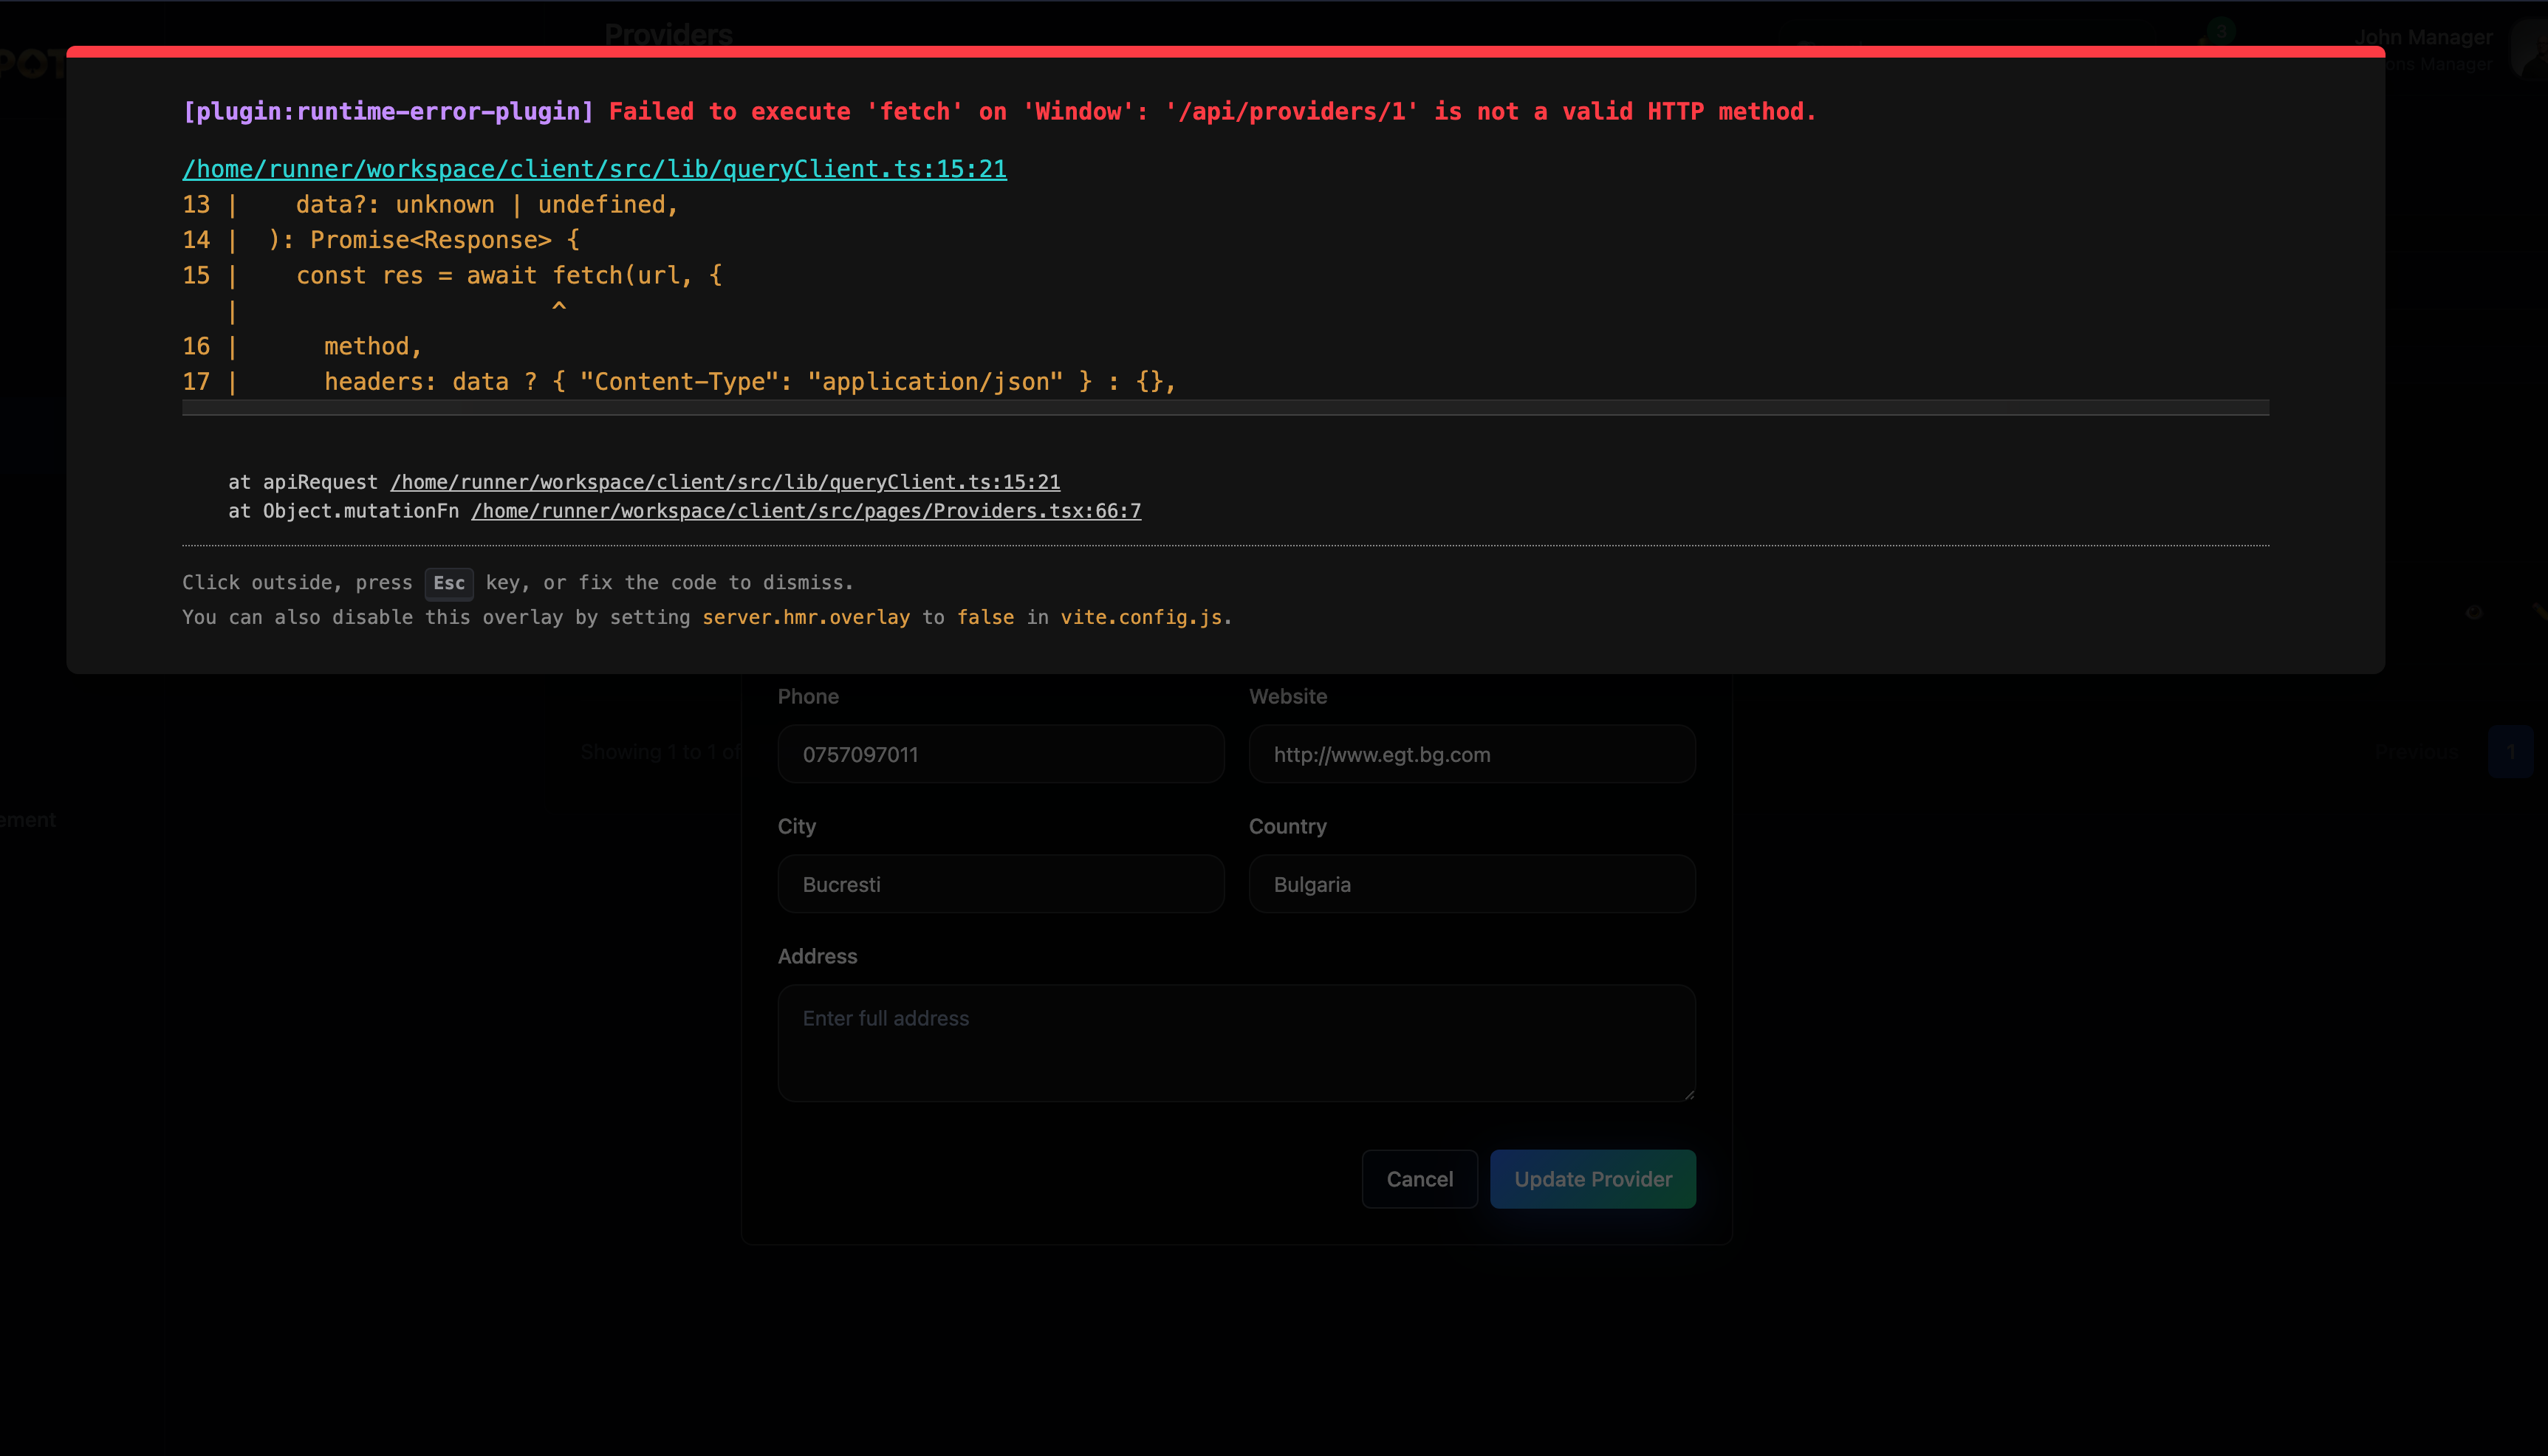 Providers
3
John Manager
ons Manager
POT
[plugin:runtime-error-plugin] Failed to execute 'fetch' on 'Window': '/api/providers/1' is not a valid HTTP method.
/home/runner/workspace/client/src/lib/queryClient.ts:15:21
13 |    data?: unknown | undefined,
14 |  ): Promise<Response> {
15 |    const res = await fetch(url, {
   |                      ^
16 |      method,
17 |      headers: data ? { "Content-Type": "application/json" } : {},
at apiRequest /home/runner/workspace/client/src/lib/queryClient.ts:15:21
at Object.mutationFn /home/runner/workspace/client/src/pages/Providers.tsx:66:7
Click outside, press Esc key, or fix the code to dismiss.
You can also disable this overlay by setting server.hmr.overlay to false in vite.config.js.
Phone Website
0757097011 http://www.egt.bg.com
Showing 1 to 1 of
Previous 1
City Country
ement
Bucresti Bulgaria
Address
Enter full address
Cancel Update Provider